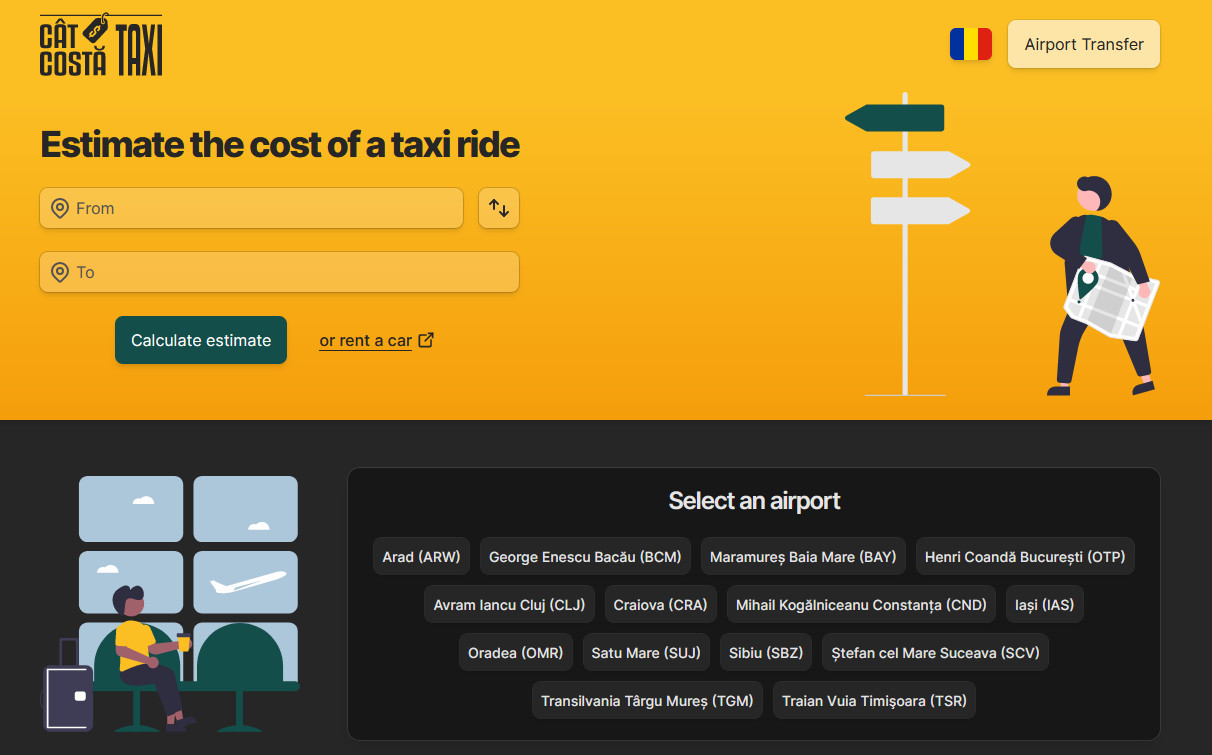 CÂT
COSTĂ
TAXI
$
Airport Transfer
Estimate the cost of a taxi ride
From
To
Calculate estimate or rent a car
Select an airport
Arad (ARW) George Enescu Bacău (BCM) Maramureș Baia Mare (BAY) Henri Coandă București (OTP)
Avram Iancu Cluj (CLJ) Craiova (CRA) Mihail Kogălniceanu Constanța (CND) Iași (IAS)
Oradea (OMR) Satu Mare (SUJ) Sibiu (SBZ) Ștefan cel Mare Suceava (SCV)
Transilvania Târgu Mureș (TGM) Traian Vuia Timișoara (TSR)